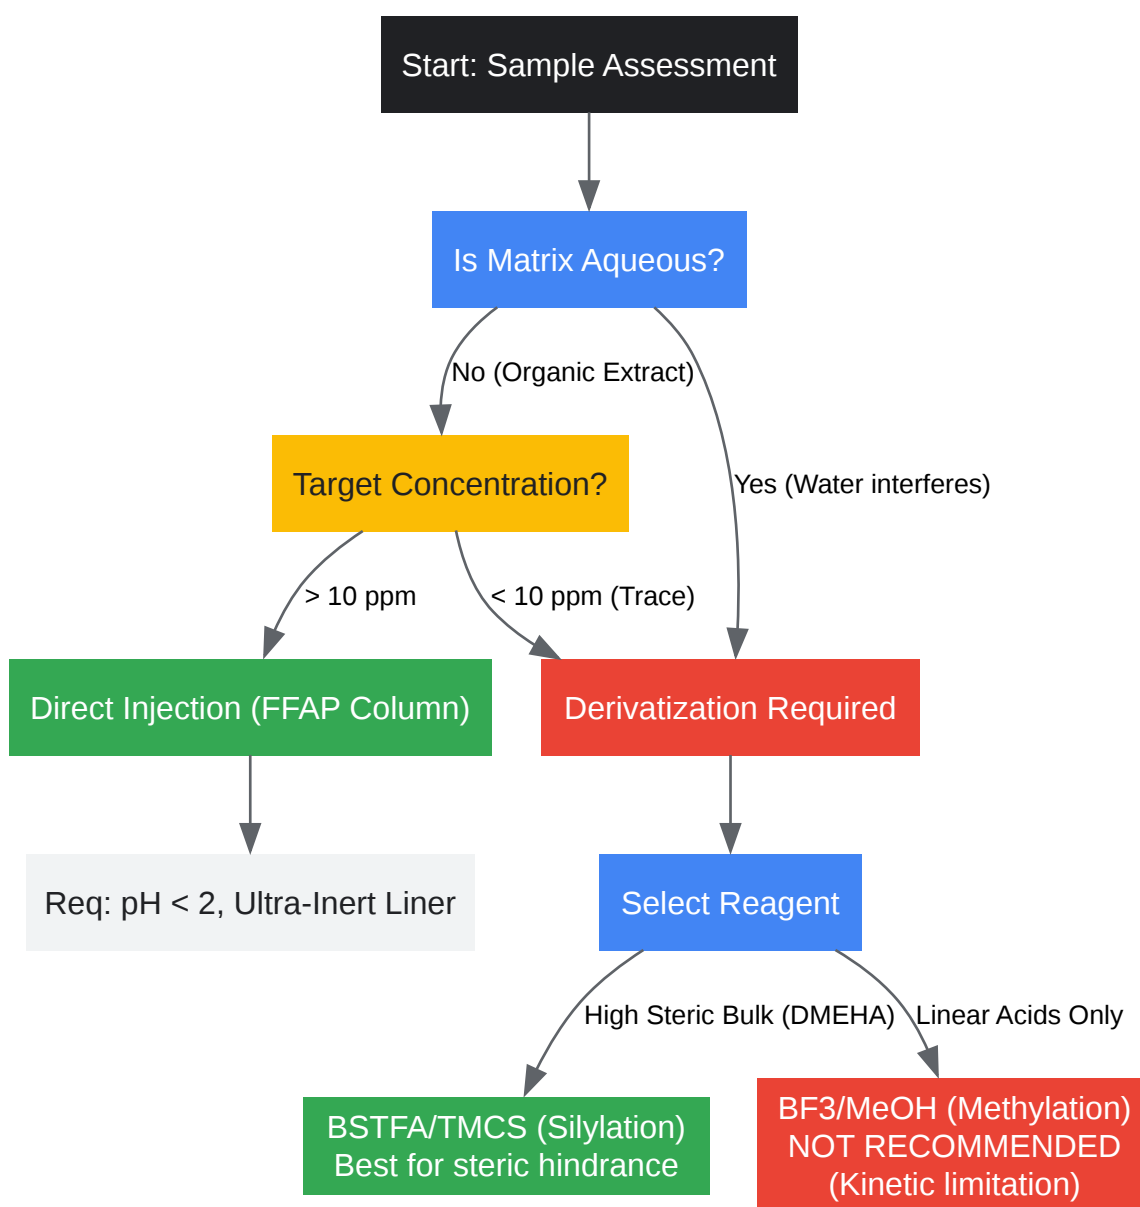 Start: Sample Assessment
Is Matrix Aqueous?
No (Organic Extract)
Target Concentration?
Yes (Water interferes)
> 10 ppm
< 10 ppm (Trace)
Direct Injection (FFAP Column)
Derivatization Required
Req: pH < 2, Ultra-Inert Liner
Select Reagent
High Steric Bulk (DMEHA)
Linear Acids Only
BSTFA/TMCS (Silylation)
Best for steric hindrance
BF3/MeOH (Methylation)
NOT RECOMMENDED
(Kinetic limitation)